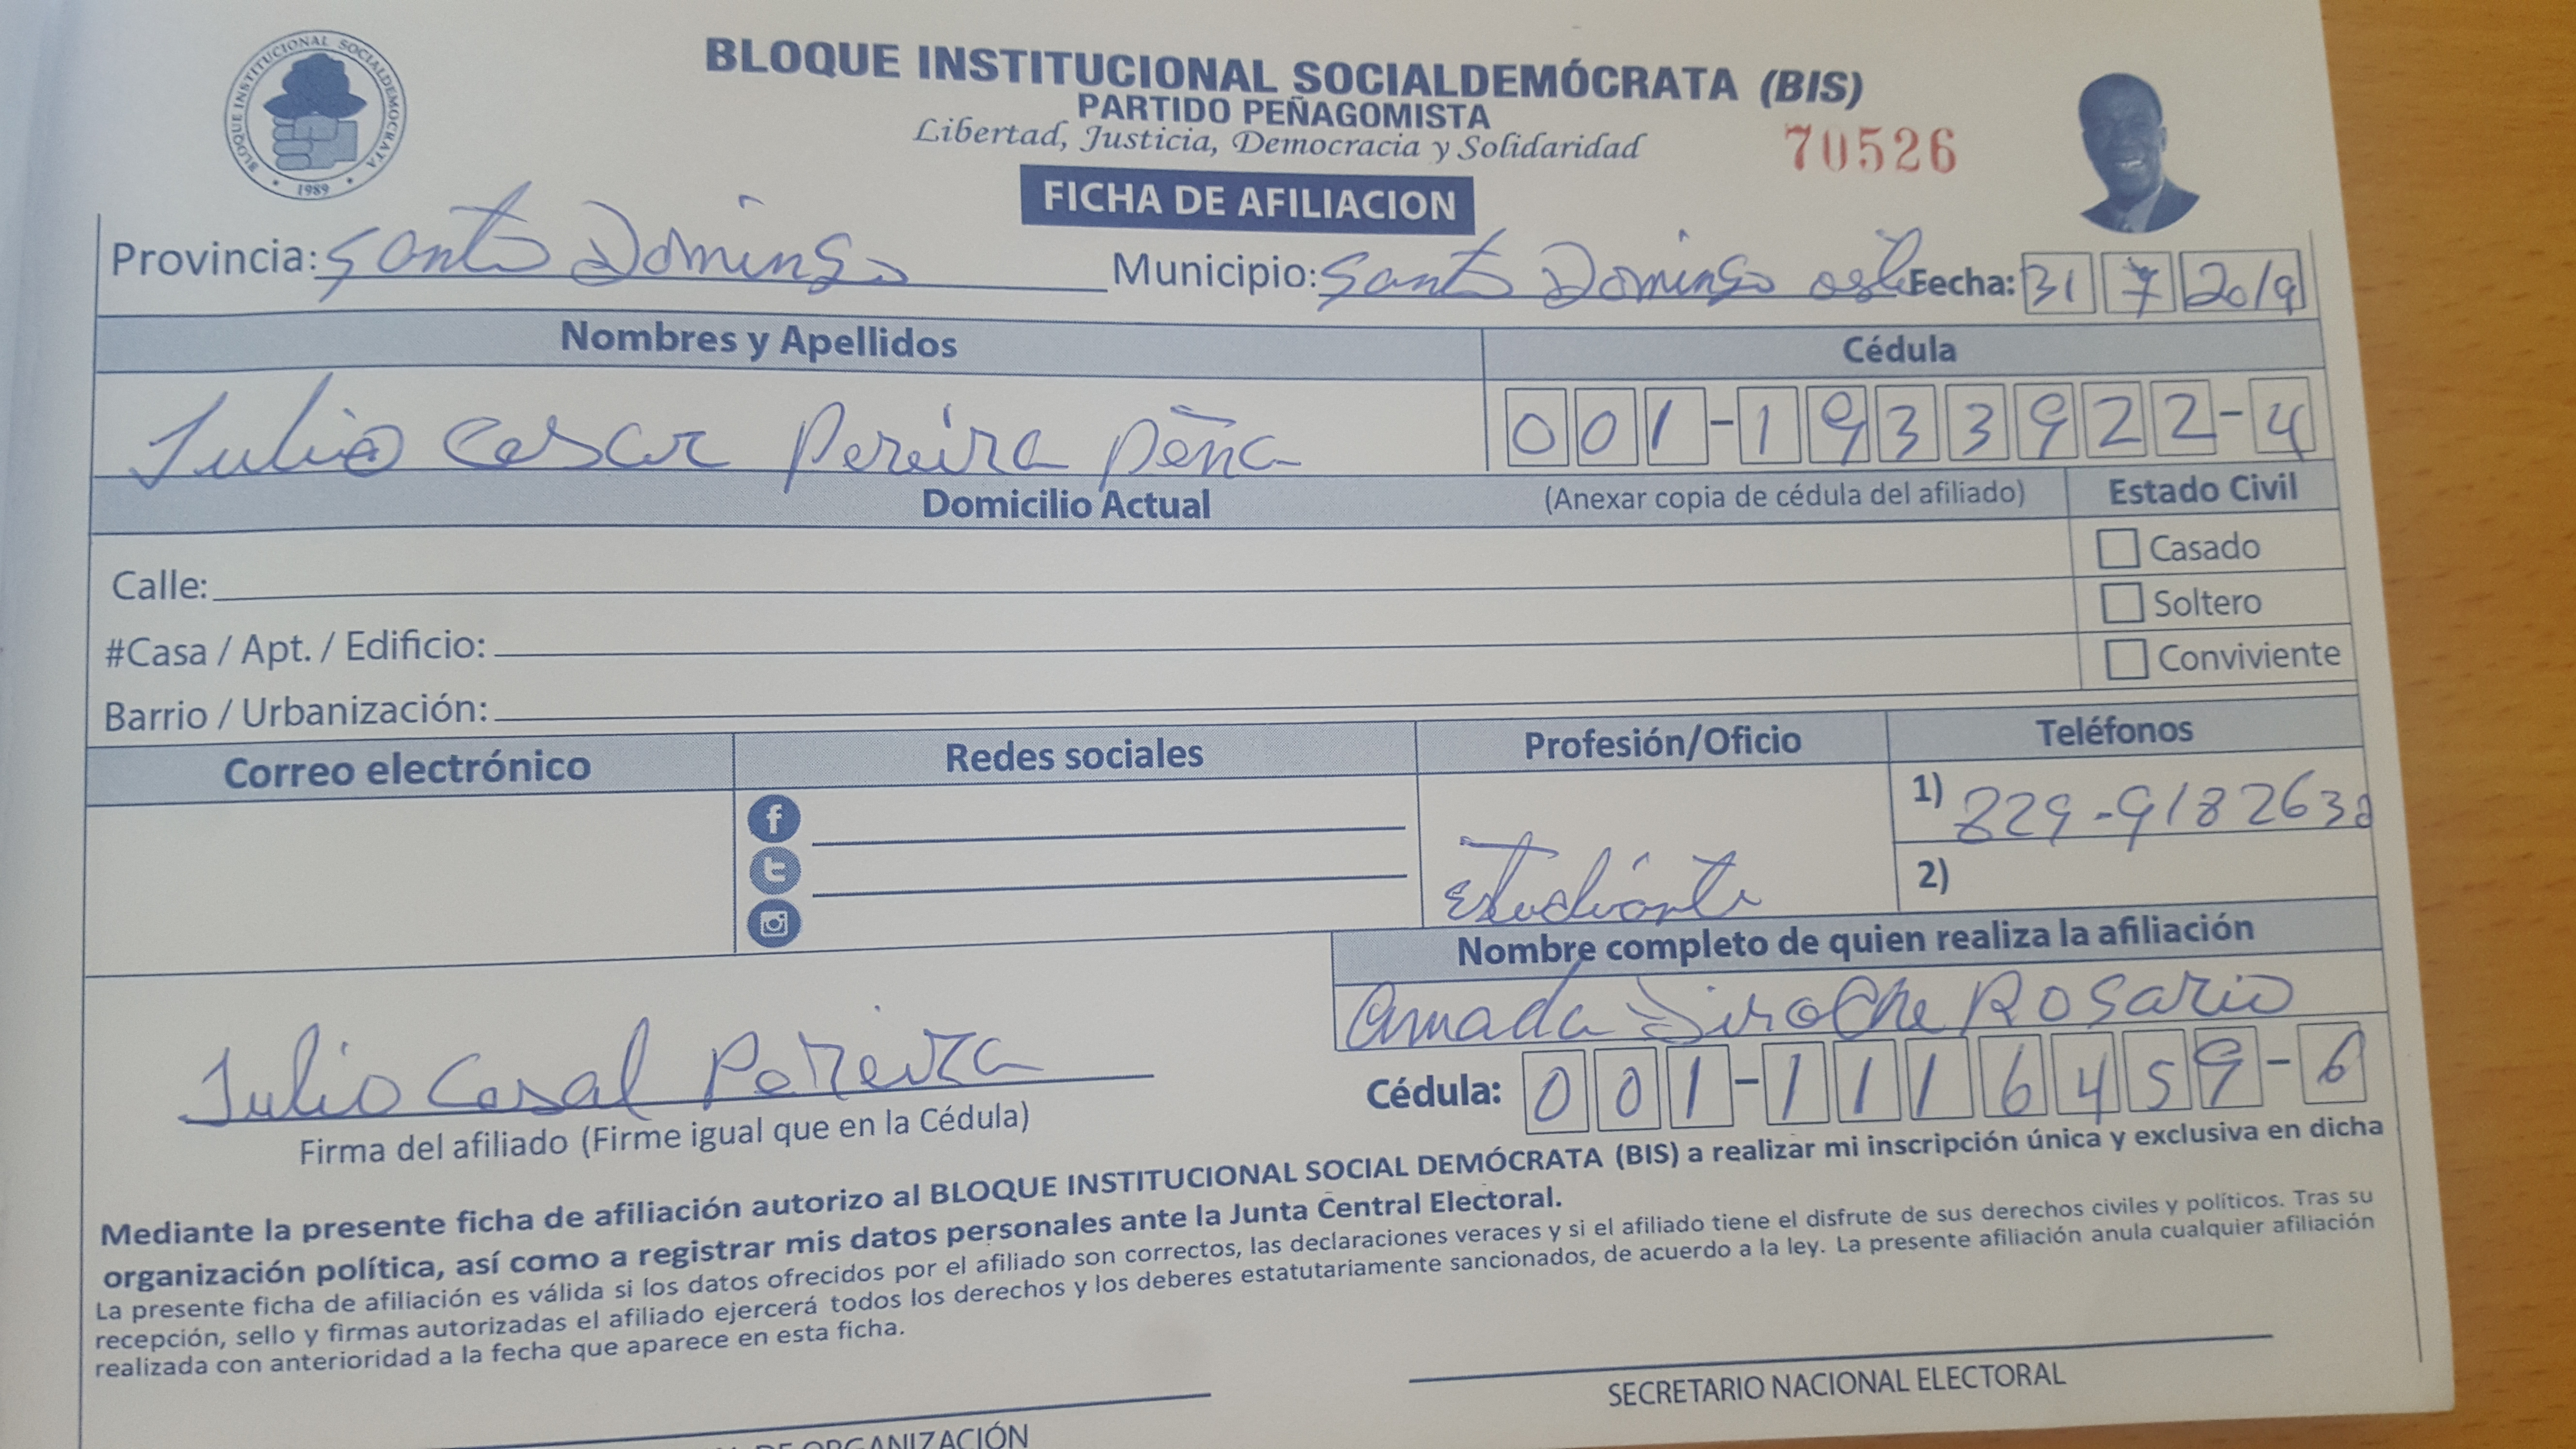 BLOQUE INSTITUCIONAL SOCIALDEMOCRATA
1989
BLOQUE INSTITUCIONAL SOCIALDEMÓCRATA (BIS)
PARTIDO PEÑAGOMISTA
Libertad, Justicia, Democracia y Solidaridad
70526
FICHA DE AFILIACION
Provincia: Santo Domingo Municipio: Santo Domingo este Fecha: 31 7 2019
Nombres y Apellidos Cédula
Julio Cesar Pereira Peña 001-1933922-4
Domicilio Actual (Anexar copia de cédula del afiliado) Estado Civil
Casado
Calle:
Soltero
#Casa / Apt. / Edificio:
Conviviente
Barrio / Urbanización:
Correo electrónico Redes sociales Profesión/Oficio Teléfonos
1) 829-918263
Estudiante
2)
Nombre completo de quien realiza la afiliación
Amada Rosario
Julio Cesal Pereira
Cédula: 001-1116459-6
Firma del afiliado (Firme igual que en la Cédula)
Mediante la presente ficha de afiliación autorizo al BLOQUE INSTITUCIONAL SOCIAL DEMÓCRATA (BIS) a realizar mi inscripción única y exclusiva en dicha
organización política, así como a registrar mis datos personales ante la Junta Central Electoral.
La presente ficha de afiliación es válida si los datos ofrecidos por el afiliado son correctos, las declaraciones veraces y si el afiliado tiene el disfrute de sus derechos civiles y políticos. Tras su
recepción, sello y firmas autorizadas el afiliado ejercerá todos los derechos y los deberes estatutariamente sancionados, de acuerdo a la ley. La presente afiliación anula cualquier afiliación
realizada con anterioridad a la fecha que aparece en esta ficha.
SECRETARIO NACIONAL ELECTORAL
DE ORGANIZACIÓN